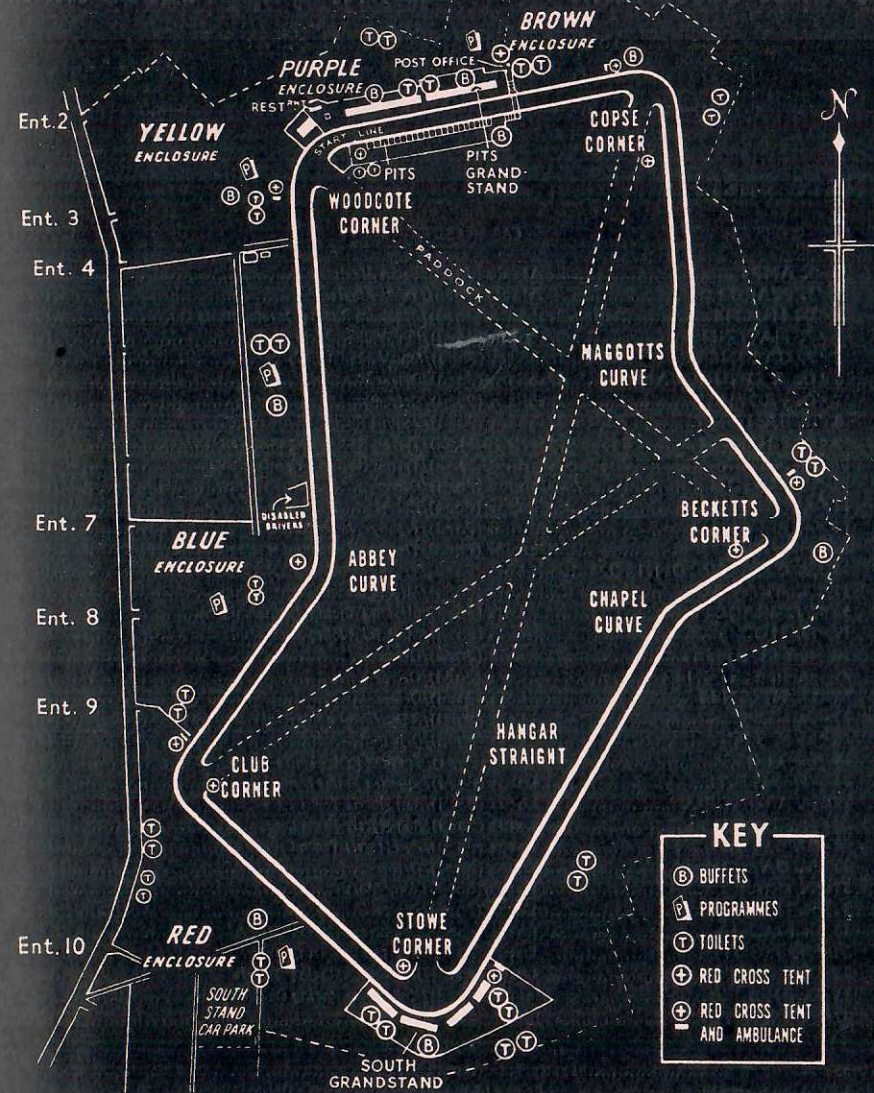 BROWN
ENCLOSURE
PURPLE
ENCLOSURE
POST OFFICE
RESTRNT
Ent.2
YELLOW
ENCLOSURE
START LINE
COPSE
CORNER
PITS
PITS
GRAND-
STAND
WOODCOTE
CORNER
Ent. 3
Ent. 4
PADDOCK
MAGGOTTS
CURVE
Ent. 7
DISABLED
DRIVERS
BECKETTS
CORNER
BLUE
ENCLOSURE
ABBEY
CURVE
CHAPEL
CURVE
Ent. 8
Ent. 9
HANGAR
STRAIGHT
CLUB
CORNER
KEY
B BUFFETS
P PROGRAMMES
T TOILETS
RED CROSS TENT
RED CROSS TENT
AND AMBULANCE
STOWE
CORNER
Ent.10
RED
ENCLOSURE
SOUTH
STAND
CAR PARK
SOUTH
GRANDSTAND
N